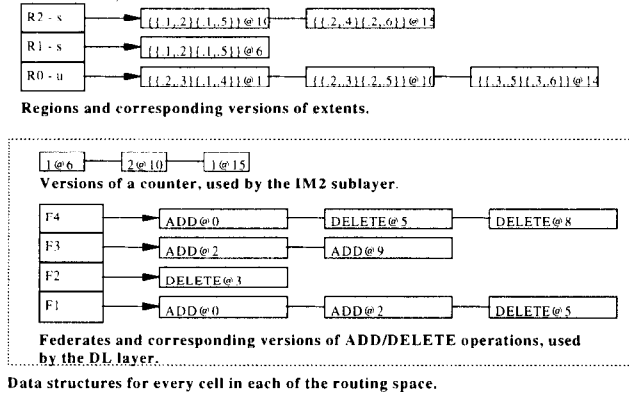 R2 - s {{.1,.2}{.1,.5}}@10 {{.2,.4}{.2,.6}}@15
R1 - s {{.1,.2}{.1,.5}}@6
R0 - u {{.2,.3}{.1,.4}}@1 {{.2,.3}{.2,.5}}@10 {{.3,.5}{.3,.6}}@14
Regions and corresponding versions of extents.
1@6 2@10 1@15
Versions of a counter, used by the IM2 sublayer.
F4 ADD@0 DELETE@5 DELETE@8
F3 ADD@2 ADD@9
F2 DELETE@3
F1 ADD@0 ADD@2 DELETE@5
Federates and corresponding versions of ADD/DELETE operations, used
by the DL layer.
Data structures for every cell in each of the routing space.